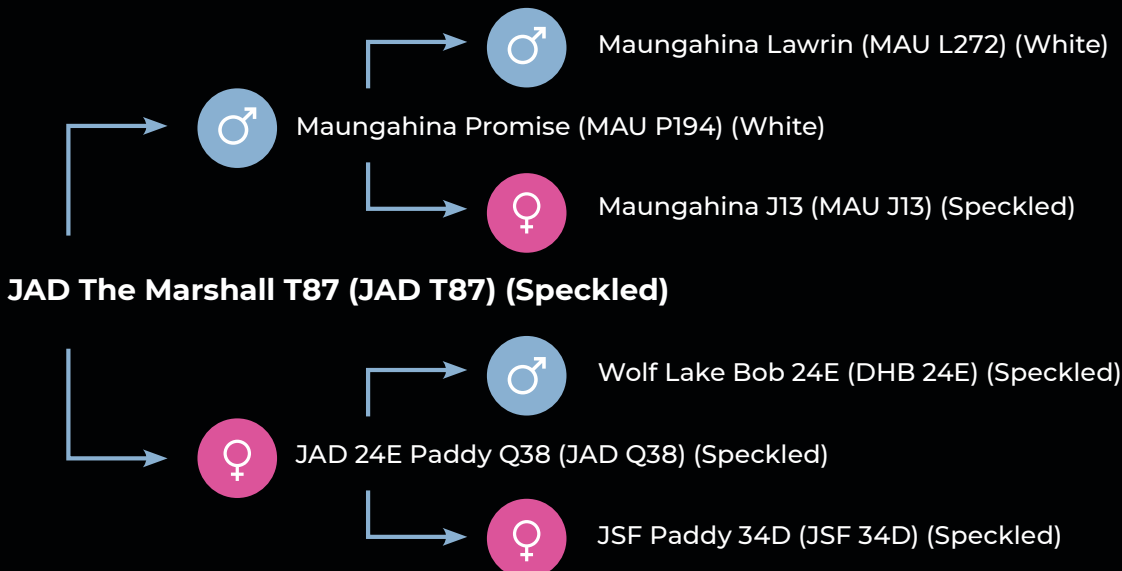 Maungahina Lawrin (MAU L272) (White)
Maungahina Promise (MAU P194) (White)
Maungahina J13 (MAU J13) (Speckled)
JAD The Marshall T87 (JAD T87) (Speckled)
Wolf Lake Bob 24E (DHB 24E) (Speckled)
JAD 24E Paddy Q38 (JAD Q38) (Speckled)
JSF Paddy 34D (JSF 34D) (Speckled)